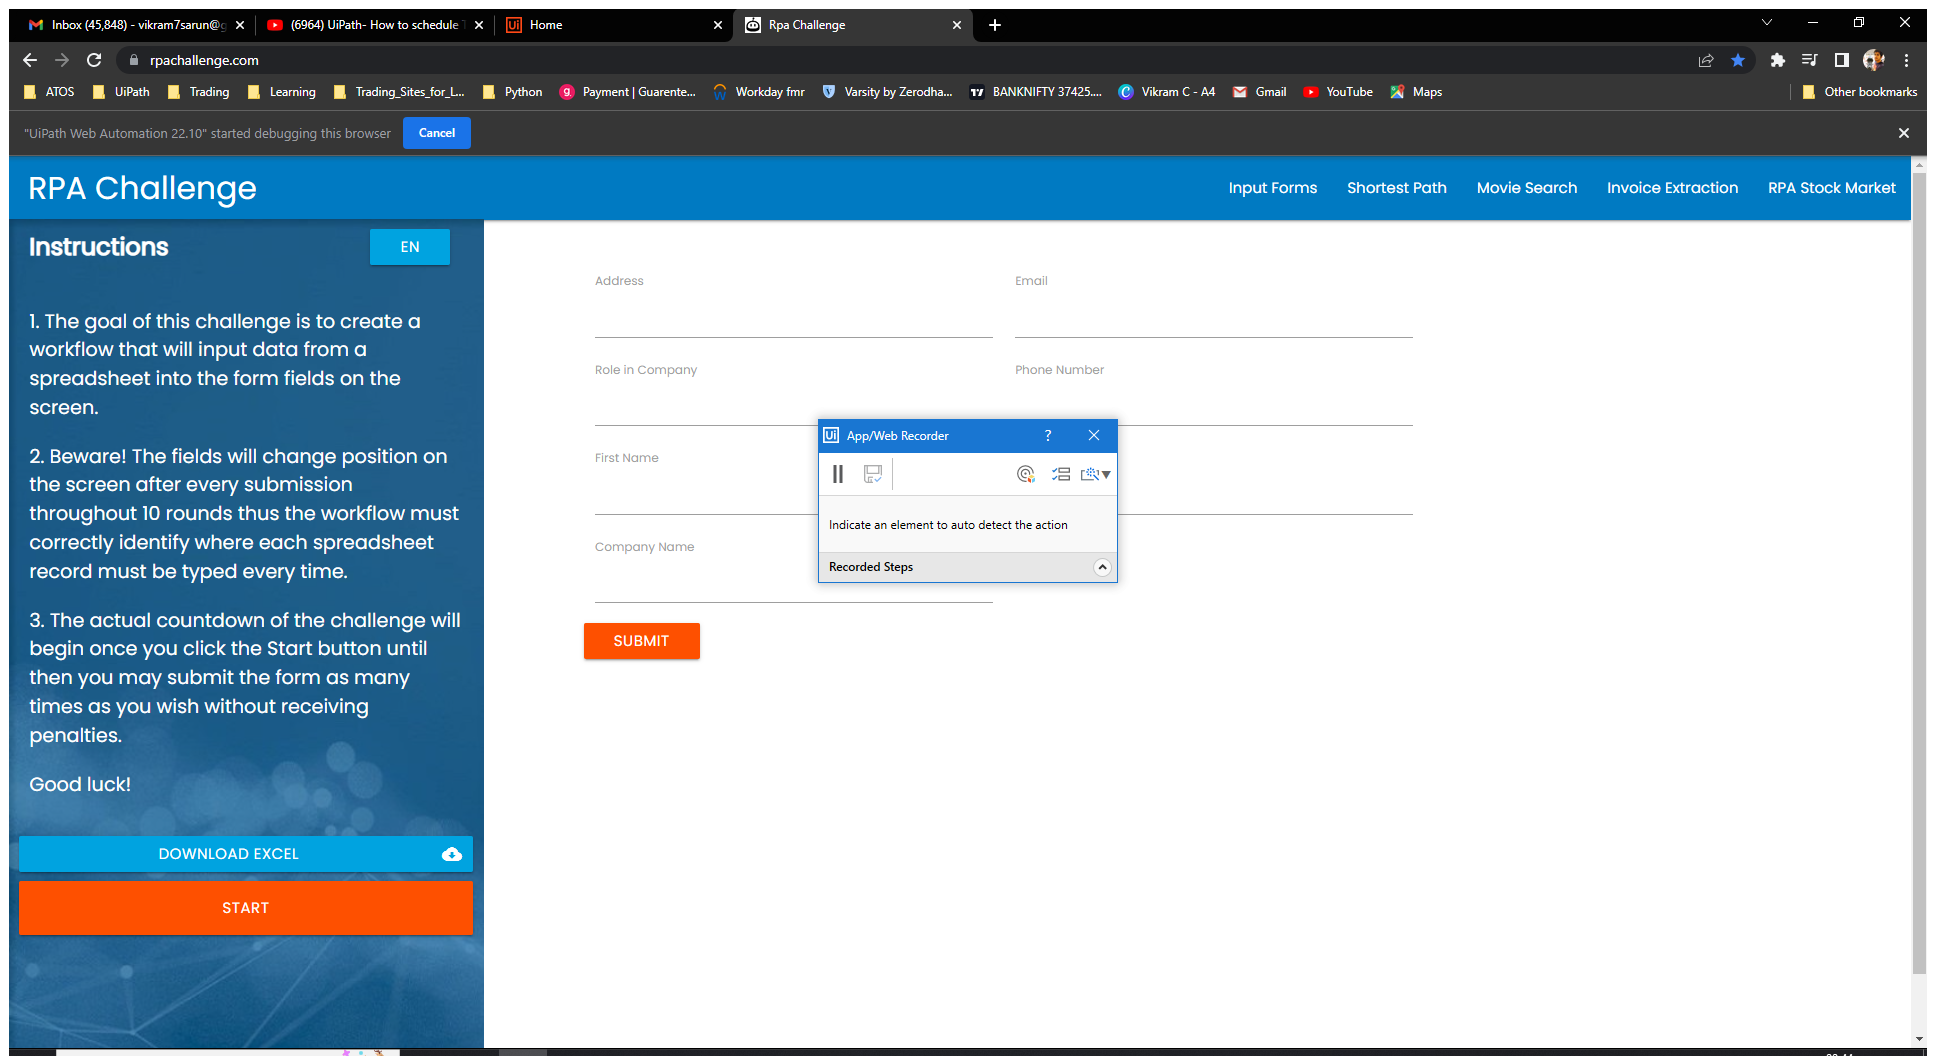 Inbox (45,848) - vikram7sarun@g
(6964) UiPath- How to schedule
Home
Rpa Challenge
rpachallenge.com
ATOS
UiPath
Trading
Learning
Trading_Sites_for_L...
Python
Payment | Guarente...
Workday fmr
Varsity by Zerodha...
BANKNIFTY 37425....
Vikram C - A4
Gmail
YouTube
Maps
Other bookmarks
"UiPath Web Automation 22.10" started debugging this browser
Cancel
RPA Challenge
Input Forms
Shortest Path
Movie Search
Invoice Extraction
RPA Stock Market
Instructions
EN
1. The goal of this challenge is to create a
workflow that will input data from a
spreadsheet into the form fields on the
screen.
2. Beware! The fields will change position on
the screen after every submission
throughout 10 rounds thus the workflow must
correctly identify where each spreadsheet
record must be typed every time.
3. The actual countdown of the challenge will
begin once you click the Start button until
then you may submit the form as many
times as you wish without receiving
penalties.
Good luck!
DOWNLOAD EXCEL
START
Address
Email
Role in Company
Phone Number
First Name
Company Name
SUBMIT
Ui App/Web Recorder
?
Indicate an element to auto detect the action
Recorded Steps